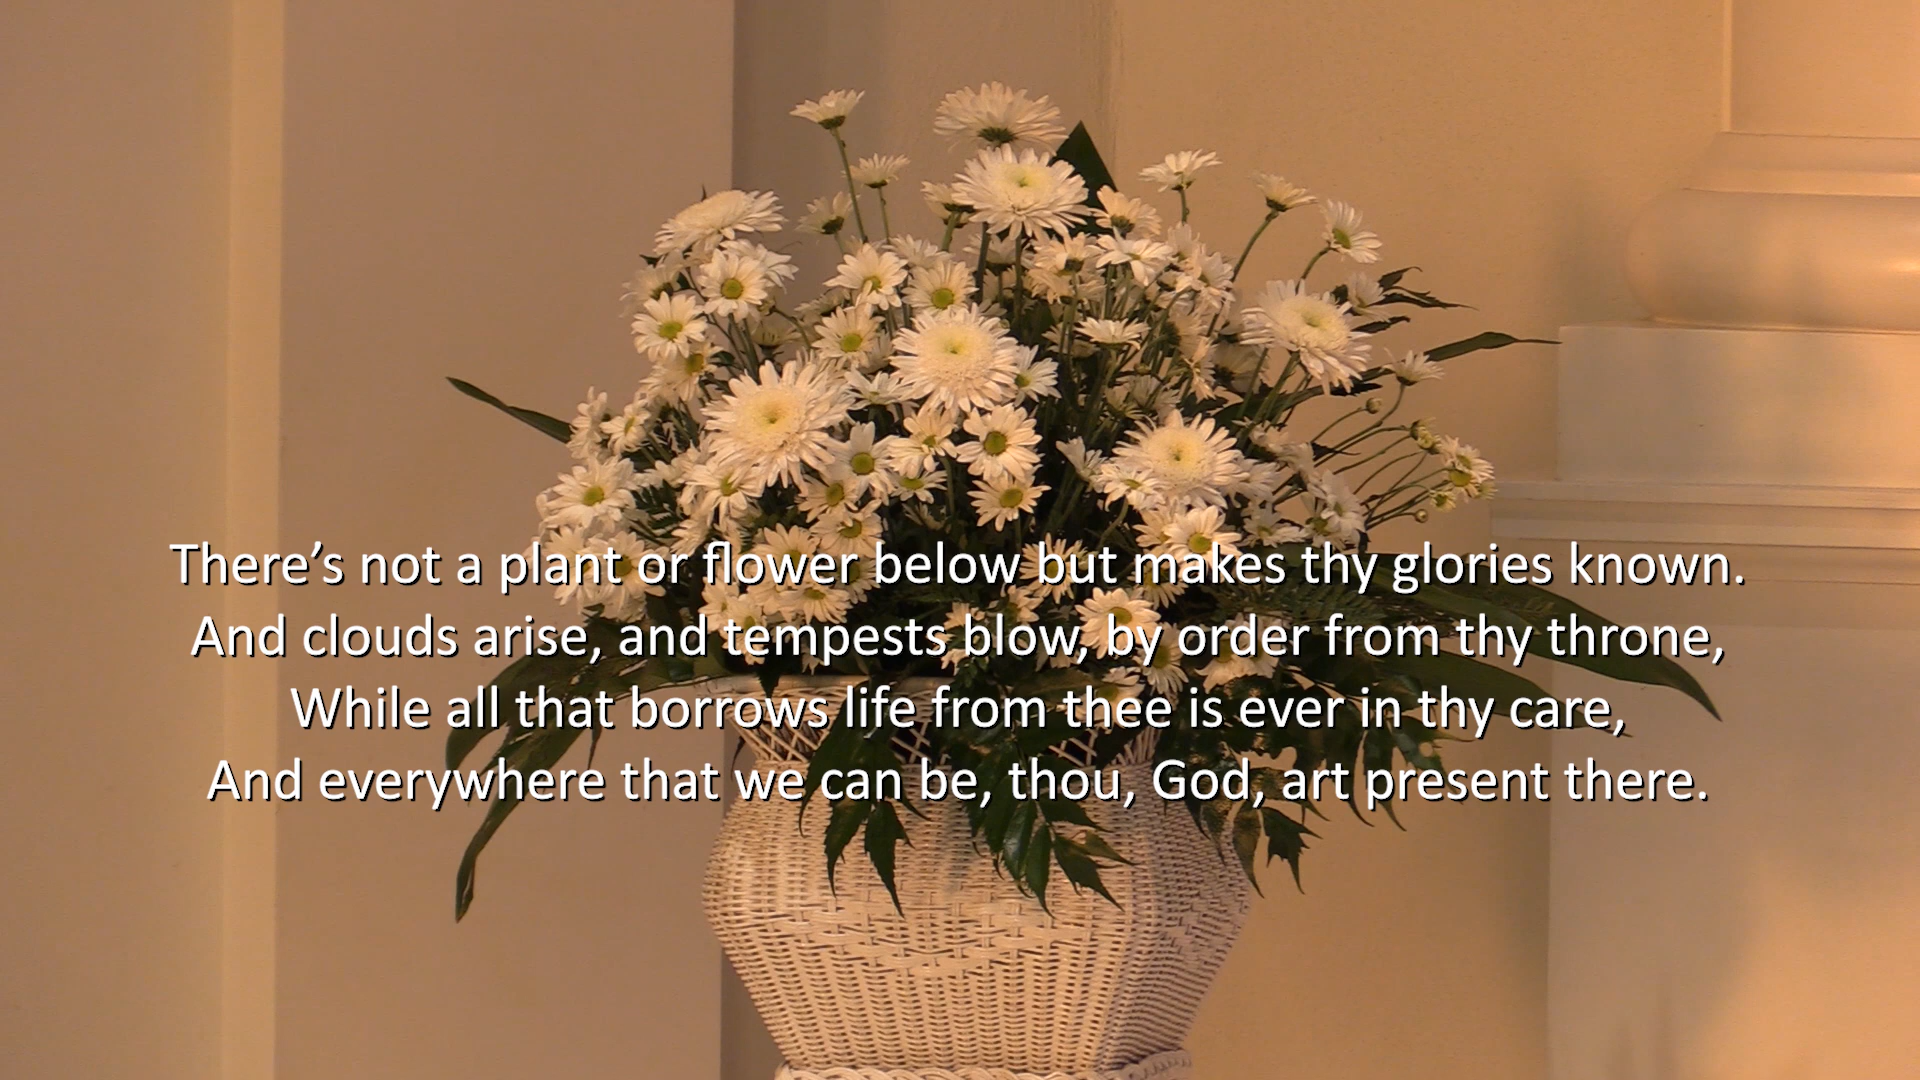 There’s not a plant or flower below but makes thy glories known.
And clouds arise, and tempests blow, by order from thy throne,
While all that borrows life from thee is ever in thy care,
And everywhere that we can be, thou, God, art present there.